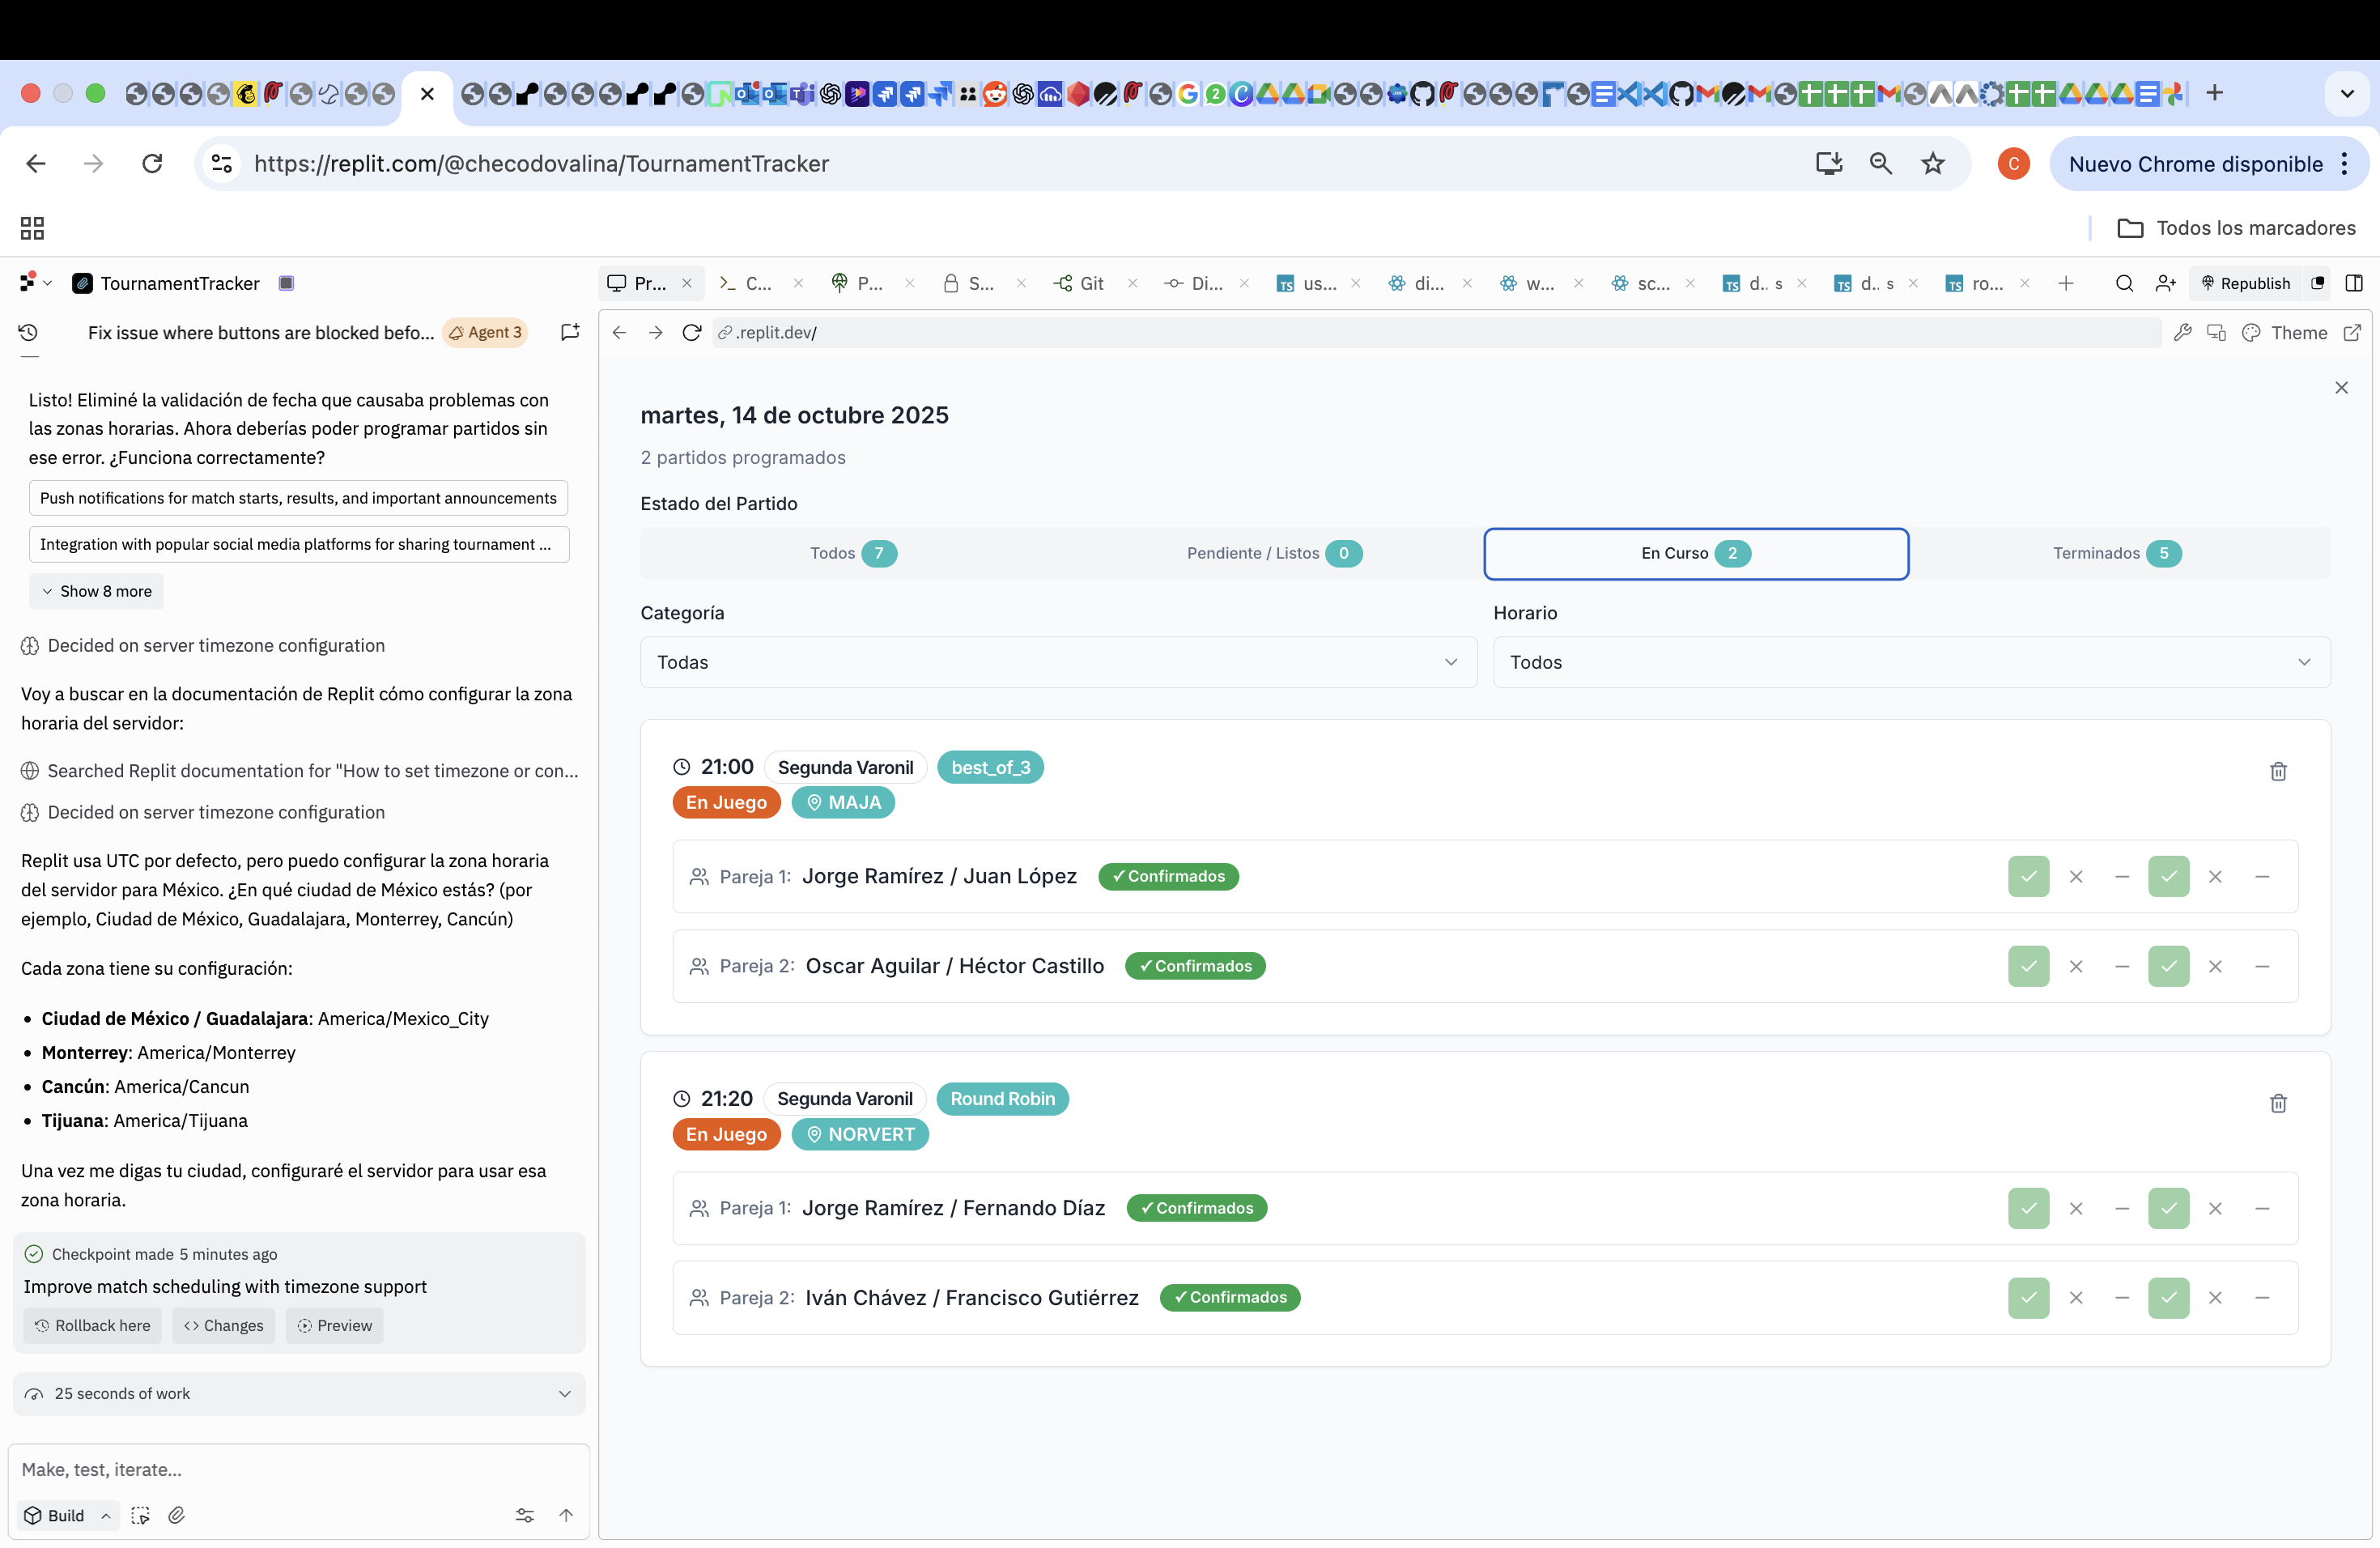 https://replit.com/@checodovalina/TournamentTracker
C
Nuevo Chrome disponible
Todos los marcadores
TournamentTracker
Pr...
C...
P...
S...
Git
Di...
us...
di...
w...
sc...
d.. s
d.. s
ro...
Republish
Fix issue where buttons are blocked befo...
Agent 3
.replit.dev/
Theme
Listo! Eliminé la validación de fecha que causaba problemas con
las zonas horarias. Ahora deberías poder programar partidos sin
ese error. ¿Funciona correctamente?
Push notifications for match starts, results, and important announcements
Integration with popular social media platforms for sharing tournament ...
Show 8 more
Decided on server timezone configuration
Voy a buscar en la documentación de Replit cómo configurar la zona
horaria del servidor:
Searched Replit documentation for "How to set timezone or con...
Decided on server timezone configuration
Replit usa UTC por defecto, pero puedo configurar la zona horaria
del servidor para México. ¿En qué ciudad de México estás? (por
ejemplo, Ciudad de México, Guadalajara, Monterrey, Cancún)
Cada zona tiene su configuración:
• Ciudad de México / Guadalajara: America/Mexico_City
• Monterrey: America/Monterrey
• Cancún: America/Cancun
• Tijuana: America/Tijuana
Una vez me digas tu ciudad, configuraré el servidor para usar esa
zona horaria.
Checkpoint made 5 minutes ago
Improve match scheduling with timezone support
Rollback here
Changes
Preview
25 seconds of work
Make, test, iterate...
Build
martes, 14 de octubre 2025
2 partidos programados
Estado del Partido
Todos 7
Pendiente / Listos 0
En Curso 2
Terminados 5
Categoría
Horario
Todas
Todos
21:00 Segunda Varonil best_of_3
En Juego MAJA
Pareja 1: Jorge Ramírez / Juan López ✓ Confirmados
Pareja 2: Oscar Aguilar / Héctor Castillo ✓ Confirmados
21:20 Segunda Varonil Round Robin
En Juego NORVERT
Pareja 1: Jorge Ramírez / Fernando Díaz ✓ Confirmados
Pareja 2: Iván Chávez / Francisco Gutiérrez ✓ Confirmados